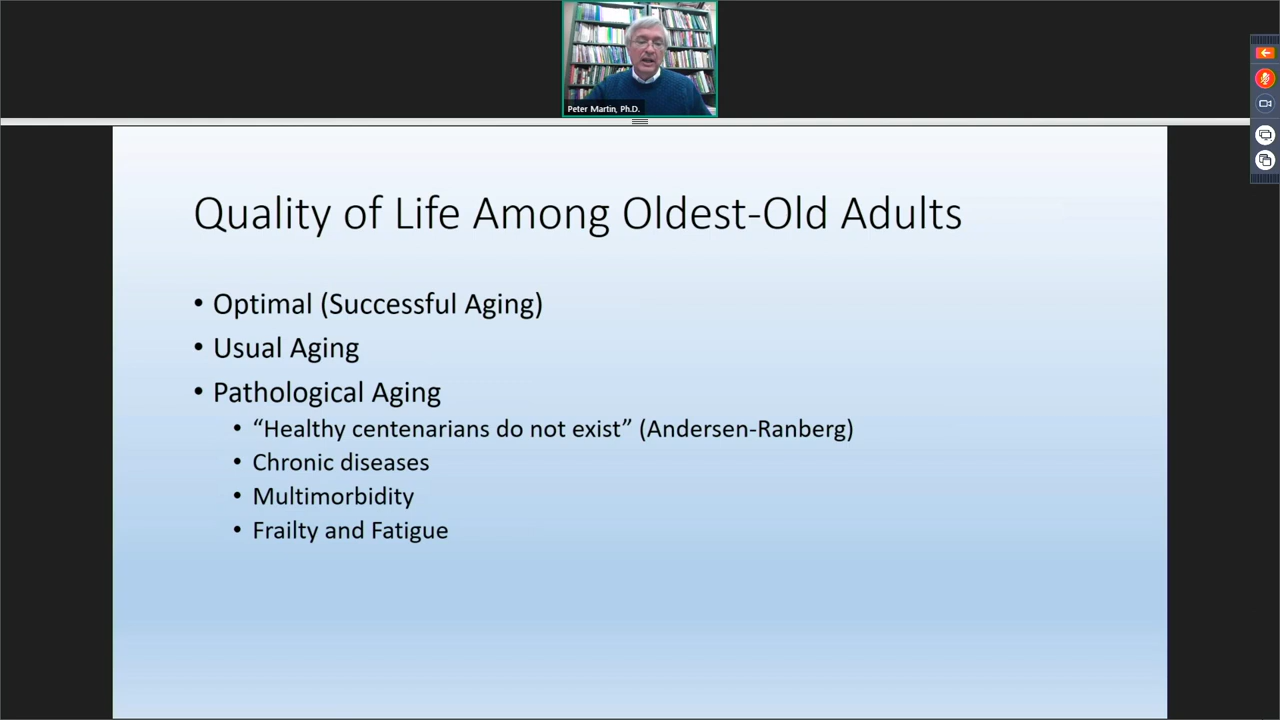 Peter Martin, Ph.D.
Quality of Life Among Oldest-Old Adults
• Optimal (Successful Aging)
• Usual Aging
• Pathological Aging
• “Healthy centenarians do not exist” (Andersen-Ranberg)
• Chronic diseases
• Multimorbidity
• Frailty and Fatigue